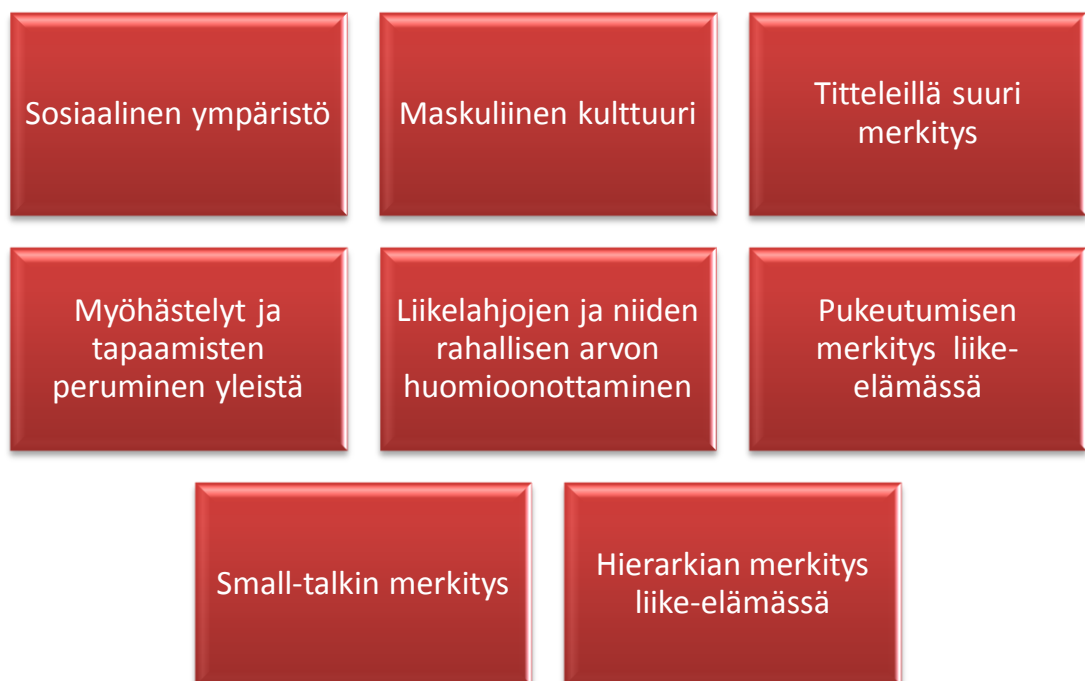 Sosiaalinen ympäristö
Maskuliinen kulttuuri
Titteleillä suuri
merkitys
Myöhästelyt ja
tapaamisten
peruminen yleistä
Liikelahjojen ja niiden
rahallisen arvon
huomioonottaminen
Pukeutumisen
merkitys liike-
elämässä
Small-talkin merkitys
Hierarkian merkitys
liike-elämässä